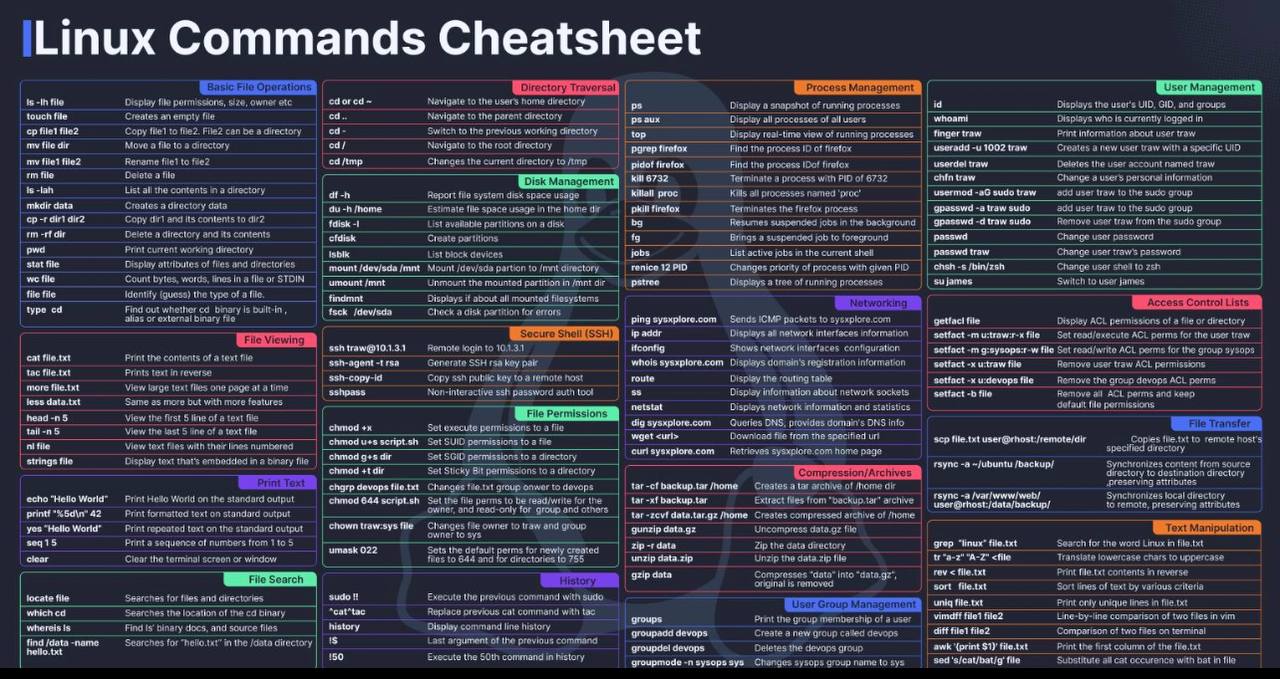 Linux Commands Cheatsheet
Basic File Operations
ls -lh file Display file permissions, size, owner etc
touch file Creates an empty file
cp file1 file2 Copy file1 to file2. File2 can be a directory
mv file dir Move a file to a directory
mv file1 file2 Rename file1 to file2
rm file Delete a file
ls -lah List all the contents in a directory
mkdir data Creates a directory data
cp -r dir1 dir2 Copy dir1 and its contents to dir2
rm -rf dir Delete a directory and its contents
pwd Print current working directory
stat file Display attributes of files and directories
wc file Count bytes, words, lines in a file or STDIN
file file Identify (guess) the type of a file.
type cd Find out whether cd binary is built-in ,
alias or external binary file
File Viewing
cat file.txt Print the contents of a text file
tac file.txt Prints text in reverse
more file.txt View large text files one page at a time
less data.txt Same as more but with more features
head -n 5 View the first 5 line of a text file
tail -n 5 View the last 5 line of a text file
nl file View text files with their lines numbered
strings file Display text that's embedded in a binary file
Print Text
echo "Hello World" Print Hello World on the standard output
printf "%5d\n" 42 Print formatted text on standard output
yes "Hello World" Print repeated text on the standard output
seq 1 5 Print a sequence of numbers from 1 to 5
clear Clear the terminal screen or window
File Search
locate file Searches for files and directories
which cd Searches the location of the cd binary
whereis ls Find ls' binary docs, and source files
find /data -name Searches for "hello.txt" in the /data directory
hello.txt
Directory Traversal
cd or cd ~ Navigate to the user's home directory
cd .. Navigate to the parent directory
cd - Switch to the previous working directory
cd / Navigate to the root directory
cd /tmp Changes the current directory to /tmp
Disk Management
df -h Report file system disk space usage
du -h /home Estimate file space usage in the home dir
fdisk -l List available partitions on a disk
cfdisk Create partitions
lsblk List block devices
mount /dev/sda /mnt Mount /dev/sda partion to /mnt directory
umount /mnt Unmount the mounted partition in /mnt dir
findmnt Displays if about all mounted filesystems
fsck /dev/sda Check a disk partition for errors
Secure Shell (SSH)
ssh traw@10.1.3.1 Remote login to 10.1.3.1
ssh-agent -t rsa Generate SSH rsa key pair
ssh-copy-id Copy ssh public key to a remote host
sshpass Non-interactive ssh password auth tool
File Permissions
chmod +x Set execute permissions to a file
chmod u+s script.sh Set SUID permissions to a file
chmod g+s dir Set SGID permissions to a directory
chmod +t dir Set Sticky Bit permissions to a directory
chgrp devops file.txt Changes file.txt group onwer to devops
chmod 644 script.sh Set the file perms to be read/write for the
owner, and read-only for group and others
chown traw:sys file Changes file owner to traw and group
owner to sys
umask 022 Sets the default perms for newly created
files to 644 and for directories to 755
History
sudo !! Execute the previous command with sudo
^cat^tac Replace previous cat command with tac
history Display command line history
!$ Last argument of the previous command
!50 Execute the 50th command in history
Process Management
ps Display a snapshot of running processes
ps aux Display all processes of all users
top Display real-time view of running processes
pgrep firefox Find the process ID of firefox
pidof firefox Find the process IDof firefox
kill 6732 Terminate a process with PID of 6732
killall proc Kills all processes named 'proc'
pkill firefox Terminates the firefox process
bg Resumes suspended jobs in the background
fg Brings a suspended job to foreground
jobs List active jobs in the current shell
renice 12 PID Changes priority of process with given PID
pstree Displays a tree of running processes
Networking
ping sysxplore.com Sends ICMP packets to sysxplore.com
ip addr Displays all network interfaces information
ifconfig Shows network interfaces configuration
whois sysxplore.com Displays domain's registration information
route Display the routing table
ss Display information about network sockets
netstat Displays network information and statistics
dig sysxplore.com Queries DNS, provides domain's DNS info
wget <url> Download file from the specified url
curl sysxplore.com Retrieves sysxplore.com home page
Compression/Archives
tar -cf backup.tar /home Creates a tar archive of /home dir
tar -xf backup.tar Extract files from "backup.tar" archive
tar -zcvf data.tar.gz /home Creates compressed archive of /home
gunzip data.gz Uncompress data.gz file
zip -r data Zip the data directory
unzip data.zip Unzip the data.zip file
gzip data Compresses "data" into "data.gz",
original is removed
User Group Management
groups Print the group membership of a user
groupadd devops Create a new group called devops
groupdel devops Deletes the devops group
groupmode -n sysops sys Changes sysops group name to sys
User Management
id Displays the user's UID, GID, and groups
whoami Displays who is currently logged in
finger traw Print information about user traw
useradd -u 1002 traw Creates a new user traw with a specific UID
userdel traw Deletes the user account named traw
chfn traw Change a user's personal information
usermod -aG sudo traw add user traw to the sudo group
gpasswd -a traw sudo add user traw to the sudo group
gpasswd -d traw sudo Remove user traw from the sudo group
passwd Change user password
passwd traw Change user traw's password
chsh -s /bin/zsh Change user shell to zsh
su james Switch to user james
Access Control Lists
getfact file Display ACL permissions of a file or directory
setfact -m u:traw:r-x file Set read/execute ACL perms for the user traw
setfact -m g:sysops:r-w file Set read/write ACL perms for the group sysops
setfact -x u:traw file Remove user traw ACL permissions
setfact -x u:devops file Remove the group devops ACL perms
setfact -b file Remove all ACL perms and keep
default file permissions
File Transfer
scp file.txt user@rhost:/remote/dir Copies file.txt to remote host's
specified directory
rsync -a ~/ubuntu /backup/ Synchronizes content from source
directory to destination directory
,preserving attributes
rsync -a /var/www/web/ Synchronizes local directory
user@rhost:/data/backup/ to remote, preserving attributes
Text Manipulation
grep "linux" file.txt Search for the word Linux in file.txt
tr "a-z" "A-Z" <file Translate lowercase chars to uppercase
rev < file.txt Print file.txt contents in reverse
sort file.txt Sort lines of text by various criteria
uniq file.txt Print only unique lines in file.txt
vimdiff file1 file2 Line-by-line comparison of two files in vim
diff file1 file2 Comparison of two files on terminal
awk '{print $1}' file.txt Print the first column of the file.txt
sed 's/cat/bat/g' file Substitute all cat occurence with bat in file